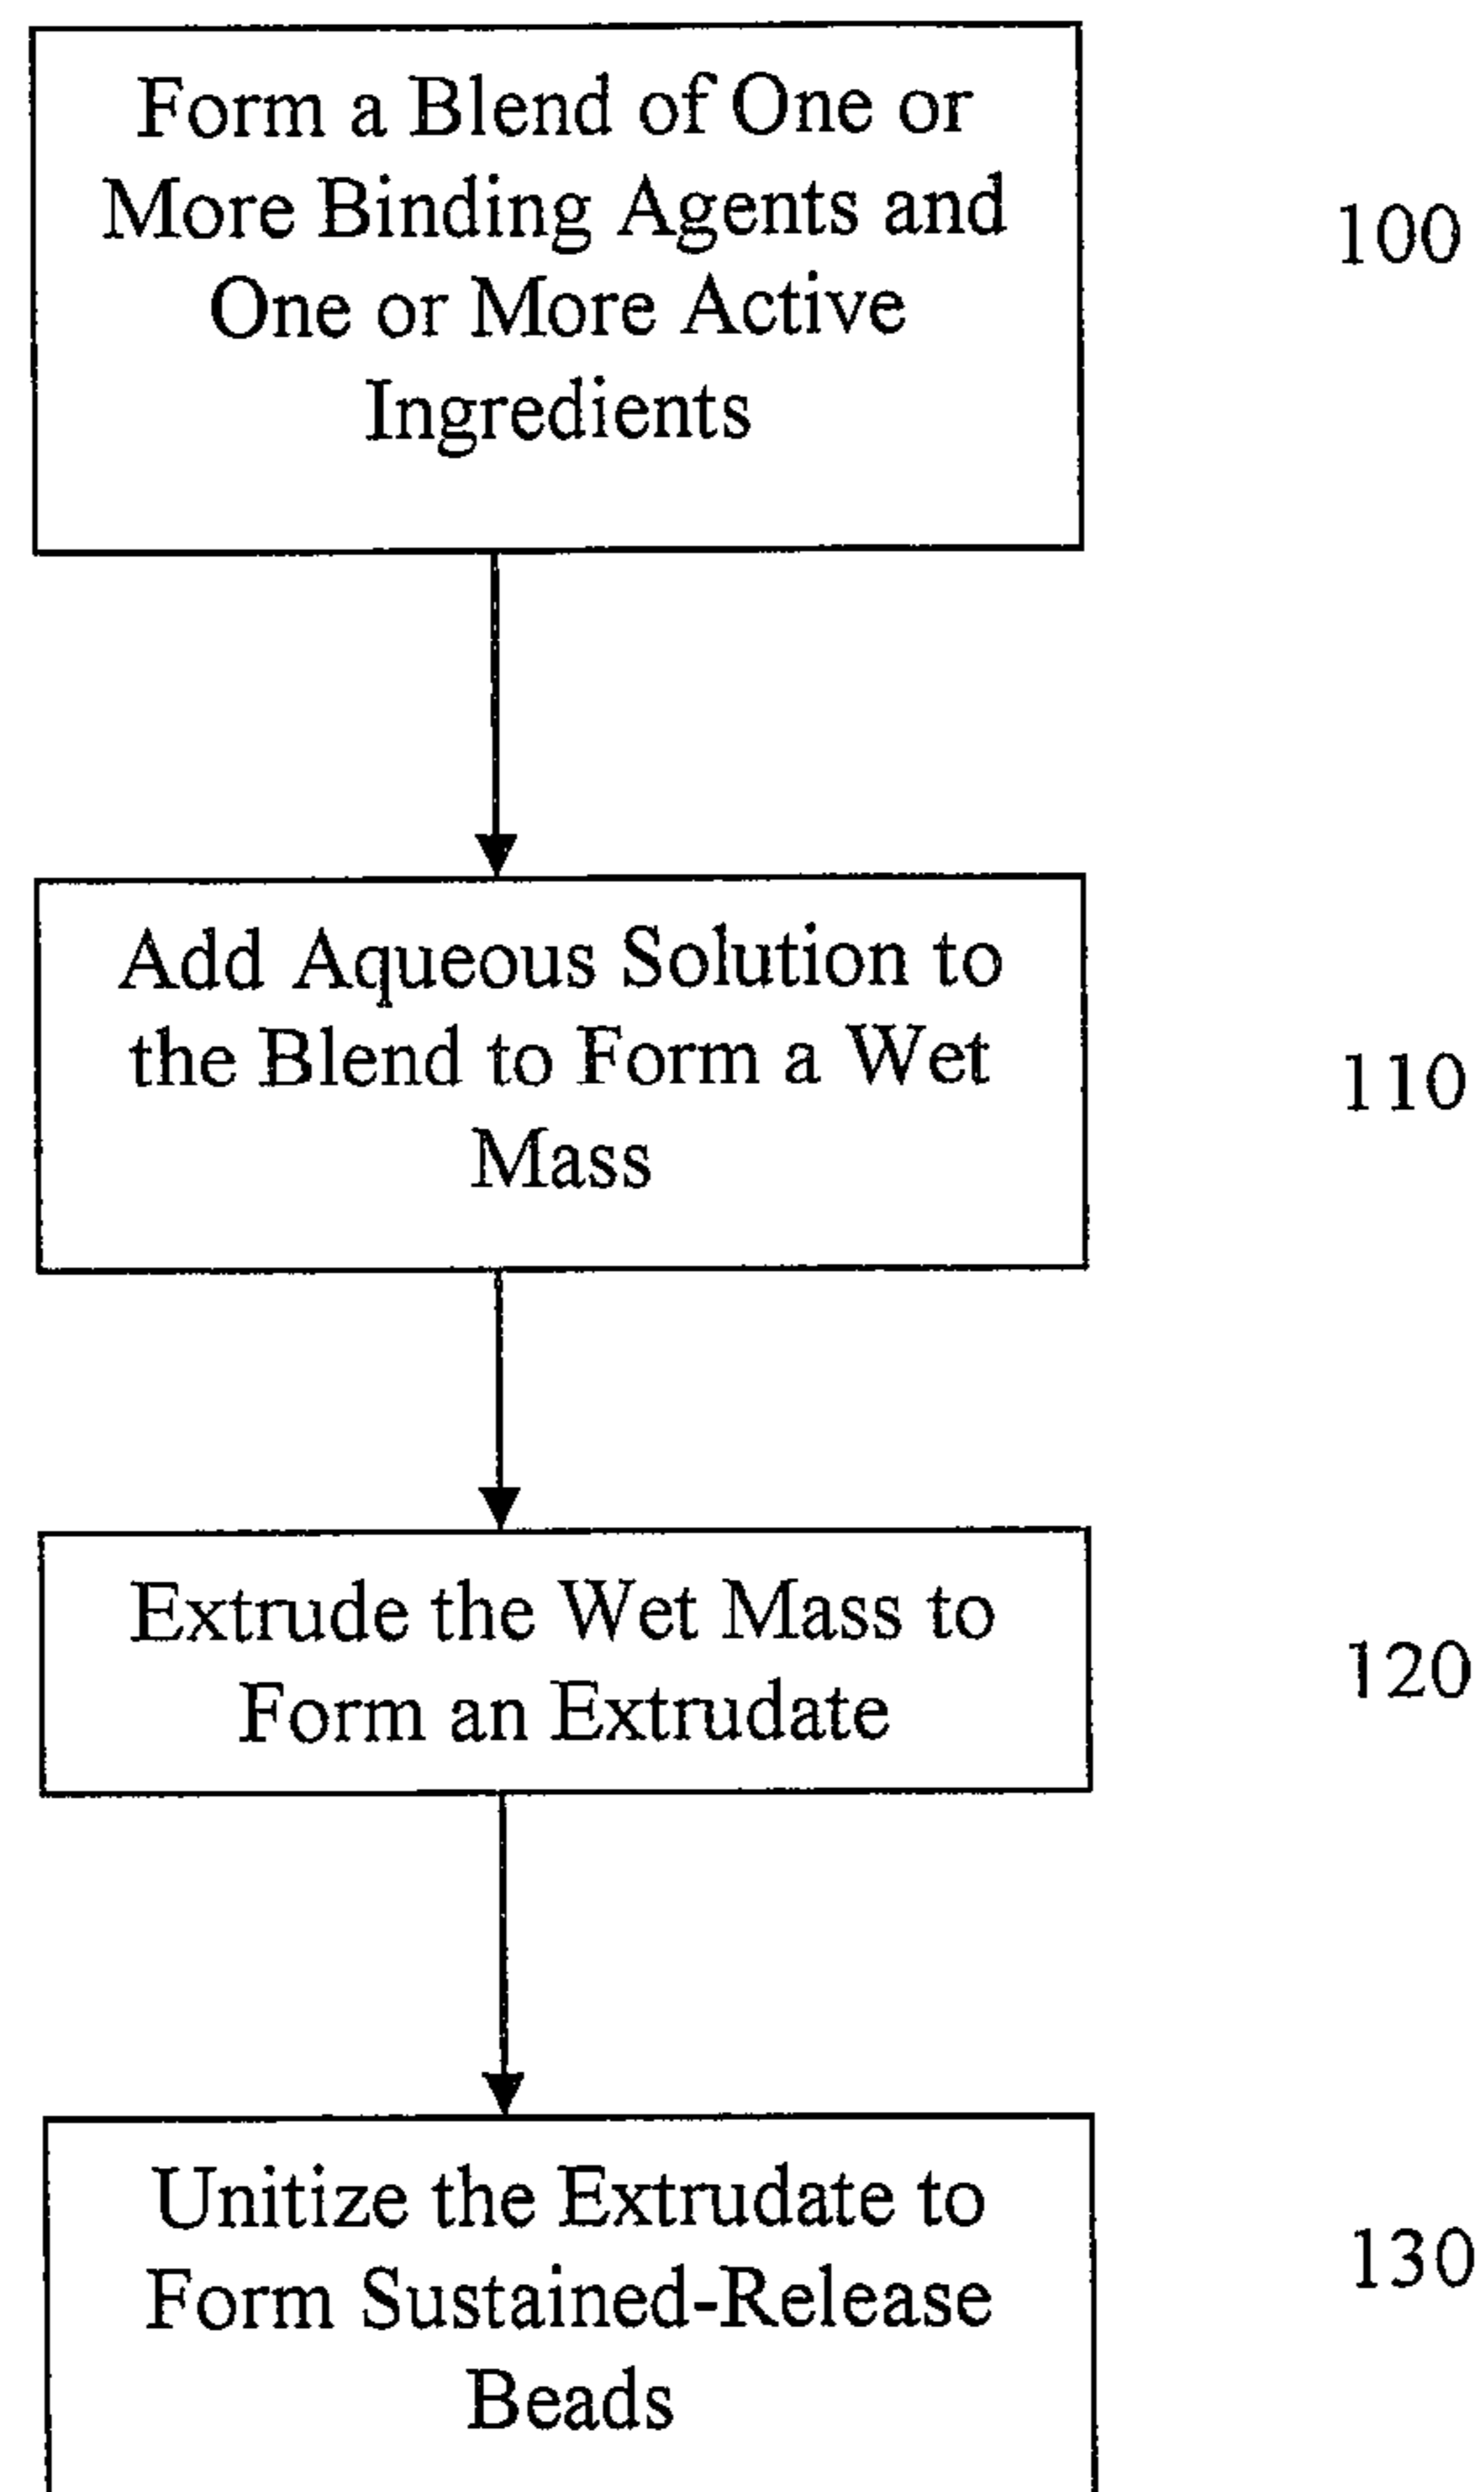 Form a Blend of One or
More Binding Agents and
One or More Active
Ingredients
100
Add Aqueous Solution to
the Blend to Form a Wet
Mass
110
Extrude the Wet Mass to
Form an Extrudate
120
Unitize the Extrudate to
Form Sustained-Release
Beads
130